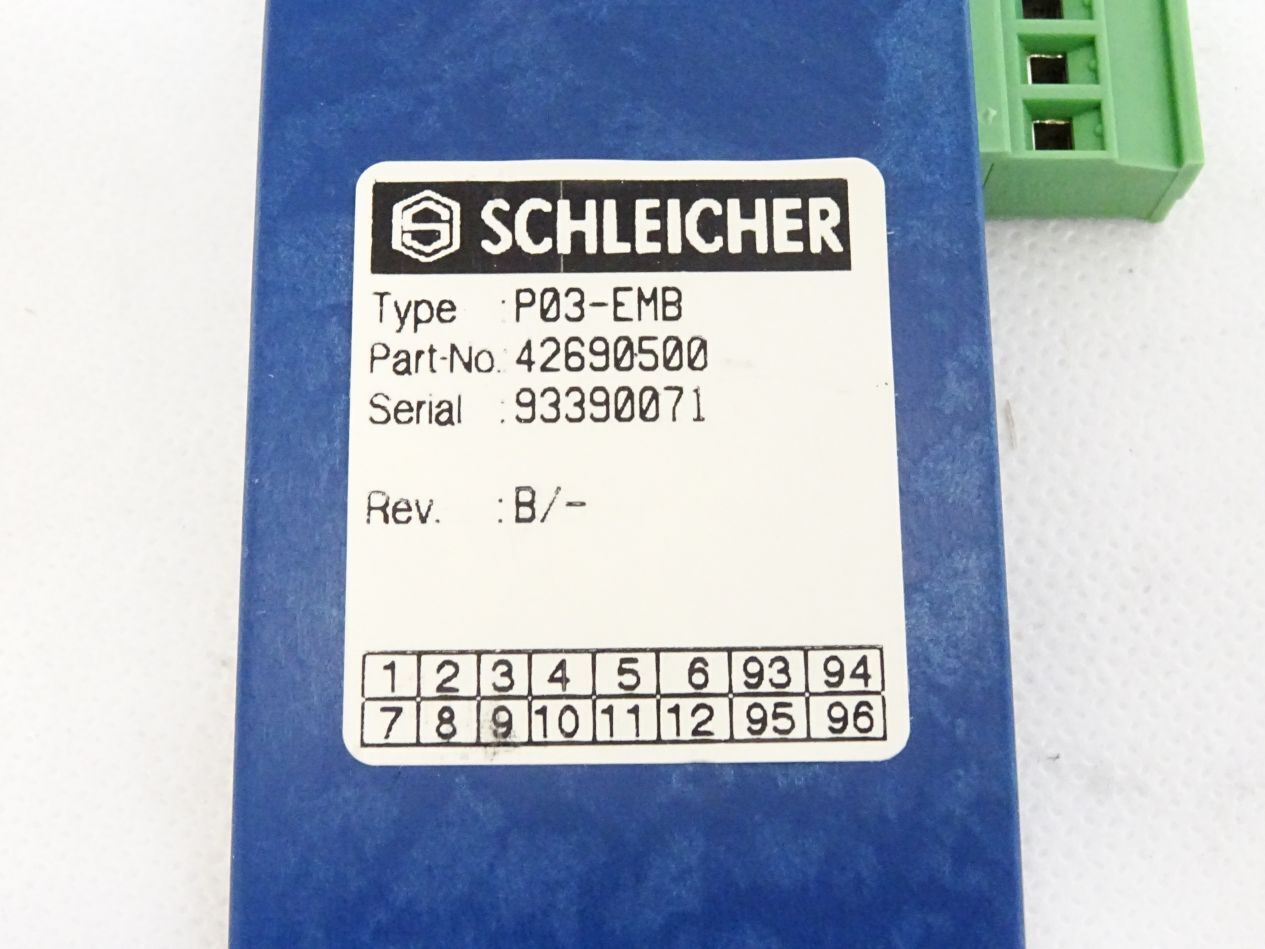 SCHLEICHER
Type : P03-EMB
Part-No. : 42690500
Serial : 93390071
Rev. : B/-
1 2 3 4 5 6 93 94
7 8 9 10 11 12 95 96